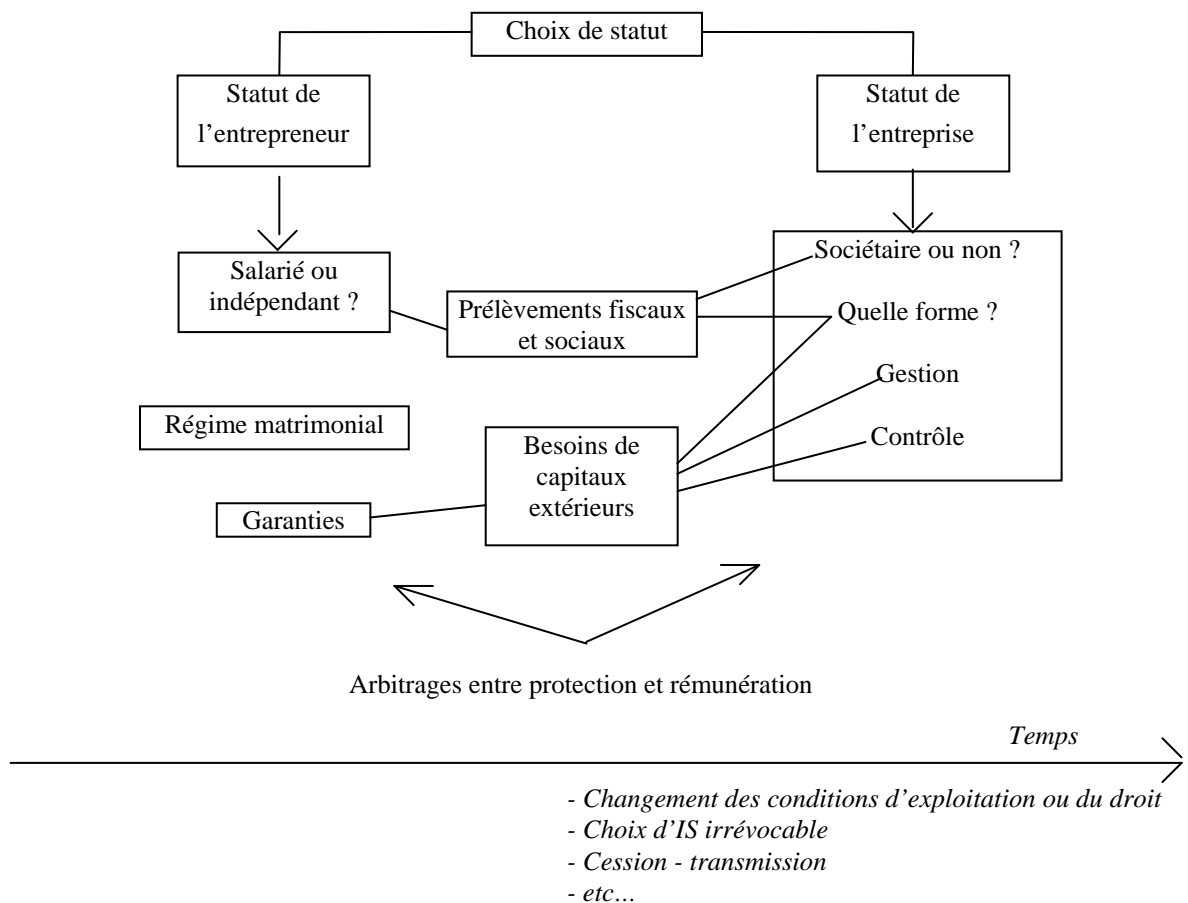 Choix de statut
Statut de
l’entrepreneur
Statut de
l’entreprise
Salarié ou
indépendant ?
Prélèvements fiscaux
et sociaux
Sociétaire ou non ?
Quelle forme ?
Gestion
Contrôle
Régime matrimonial
Besoins de
capitaux
extérieurs
Garanties
Arbitrages entre protection et rémunération
Temps
- Changement des conditions d’exploitation ou du droit
- Choix d’IS irrévocable
- Cession - transmission
- etc…